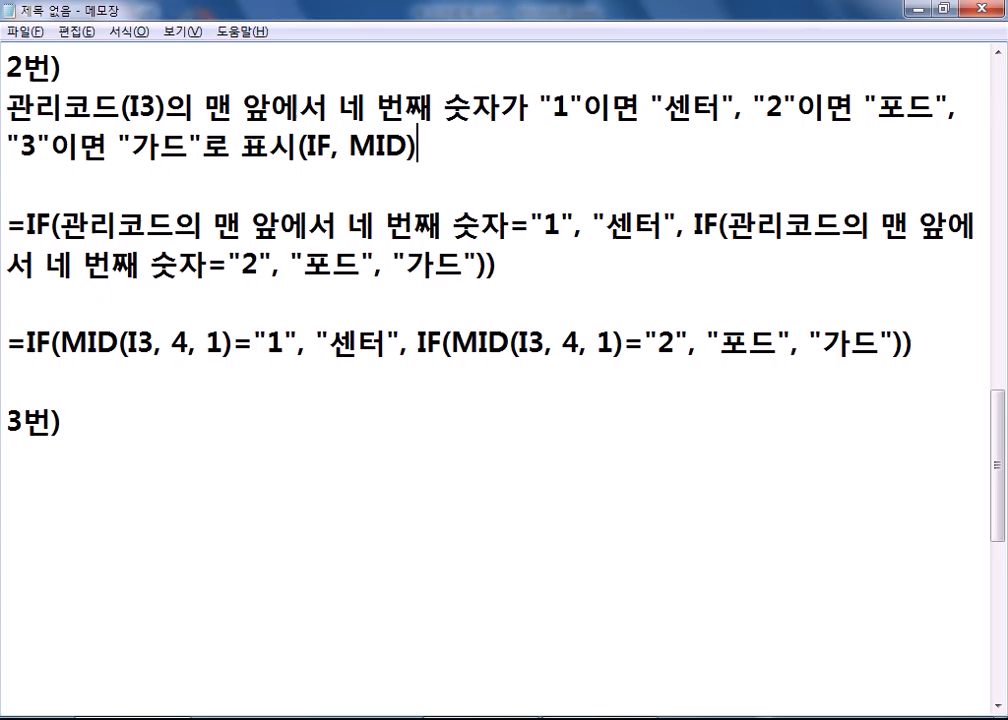 제목 없음 - 메모장
파일(F) 편집(E) 서식(O) 보기(V) 도움말(H)
2번)
관리코드(I3)의 맨 앞에서 네 번째 숫자가 "1"이면 "센터", "2"이면 "포드",
"3"이면 "가드"로 표시(IF, MID)
=IF(관리코드의 맨 앞에서 네 번째 숫자="1", "센터", IF(관리코드의 맨 앞에
서 네 번째 숫자="2", "포드", "가드"))
=IF(MID(I3, 4, 1)="1", "센터", IF(MID(I3, 4, 1)="2", "포드", "가드"))
3번)